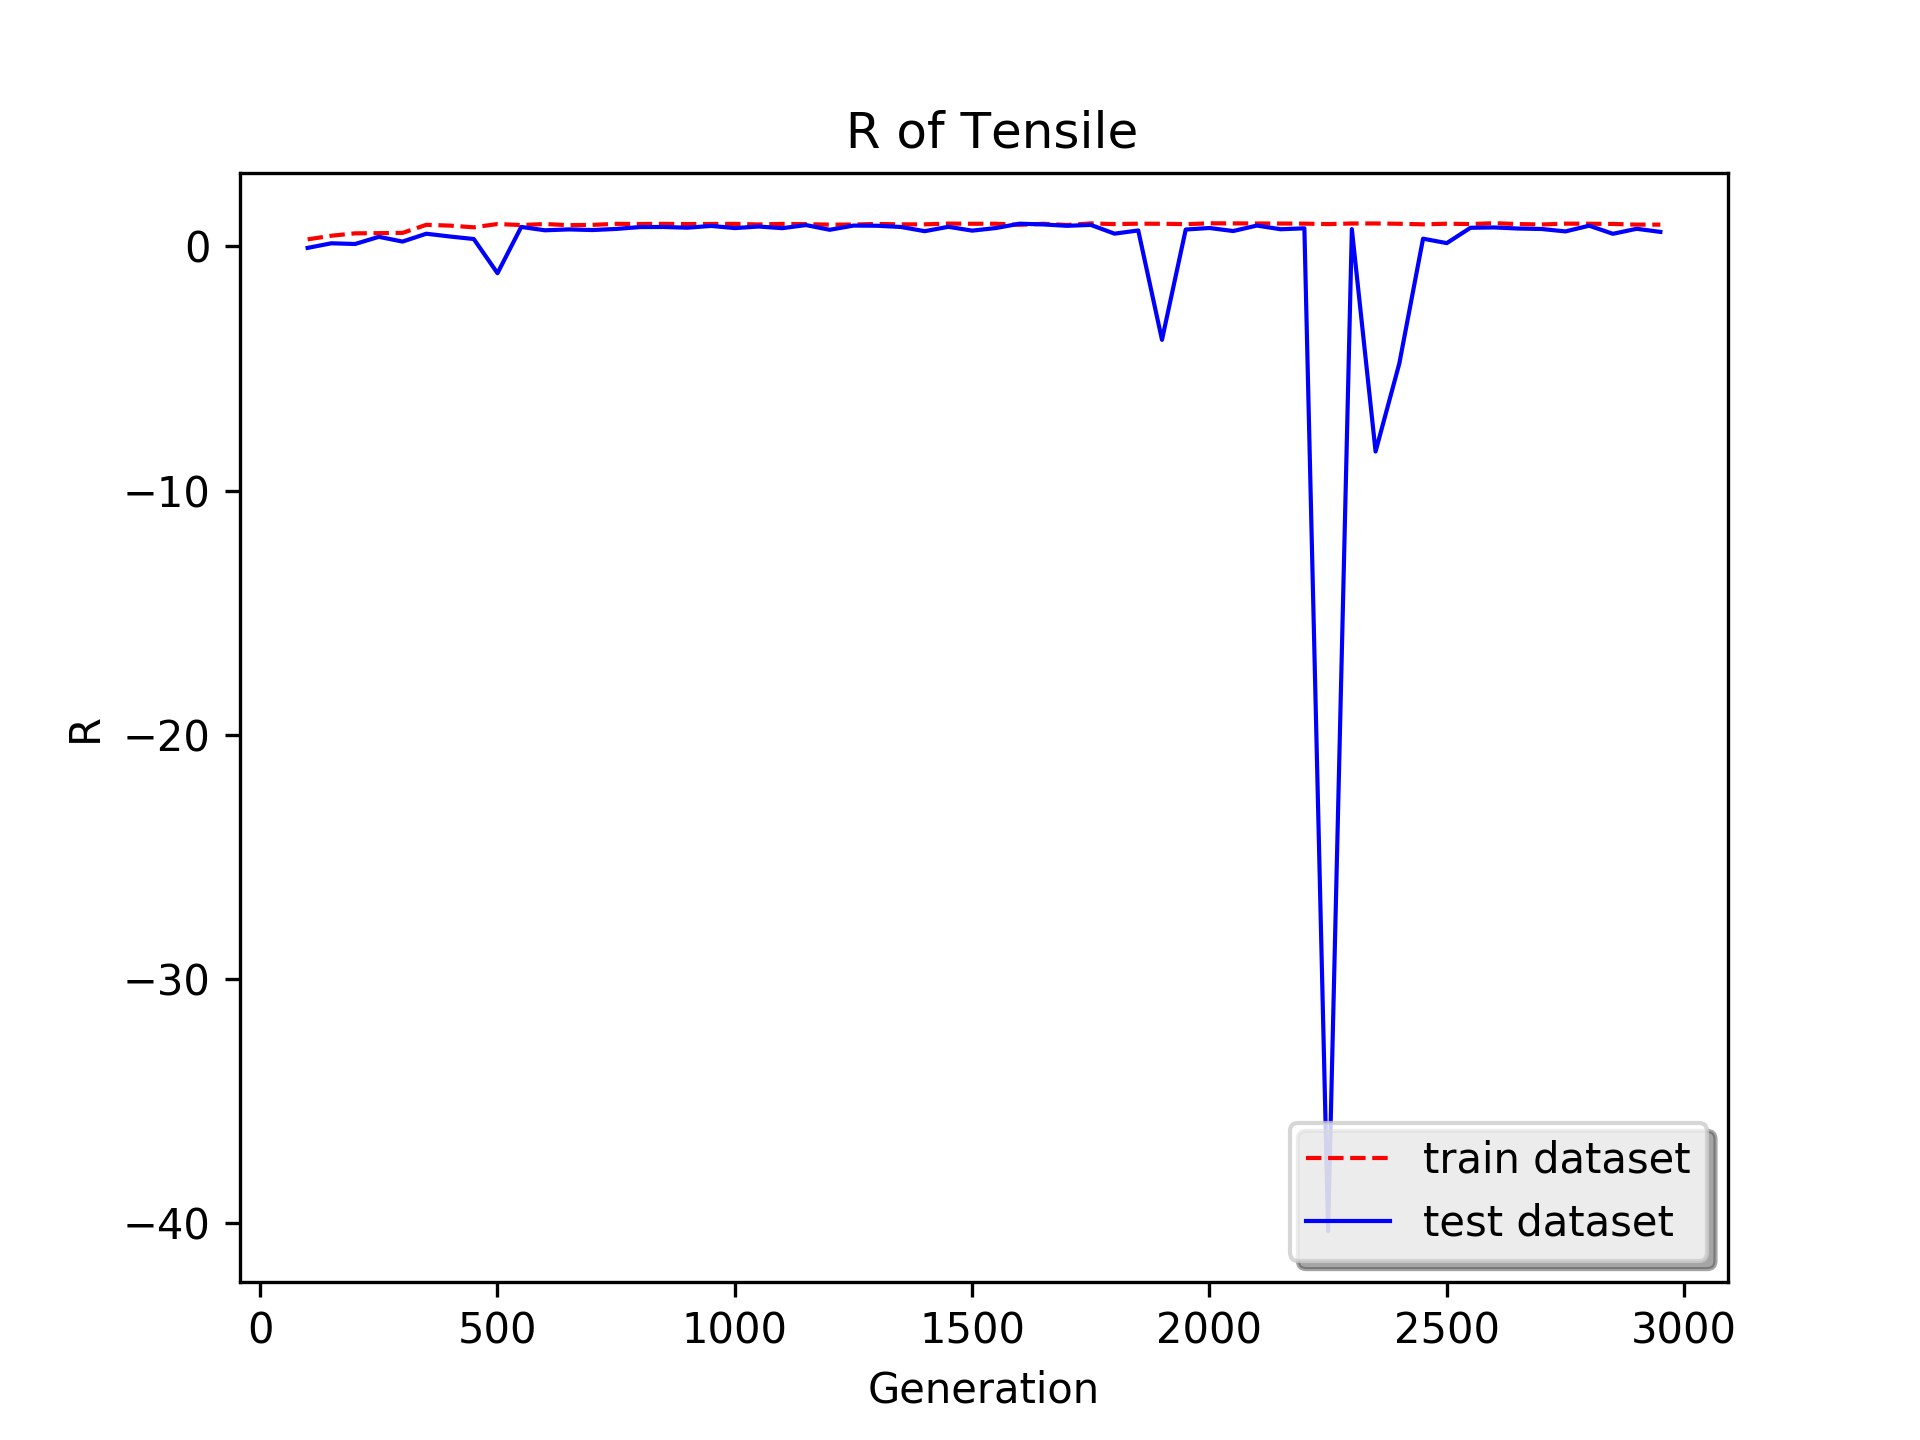 R of Tensile
0
−10
−20
−30
−40
R
train dataset
test dataset
0 500 1000 1500 2000 2500 3000
Generation